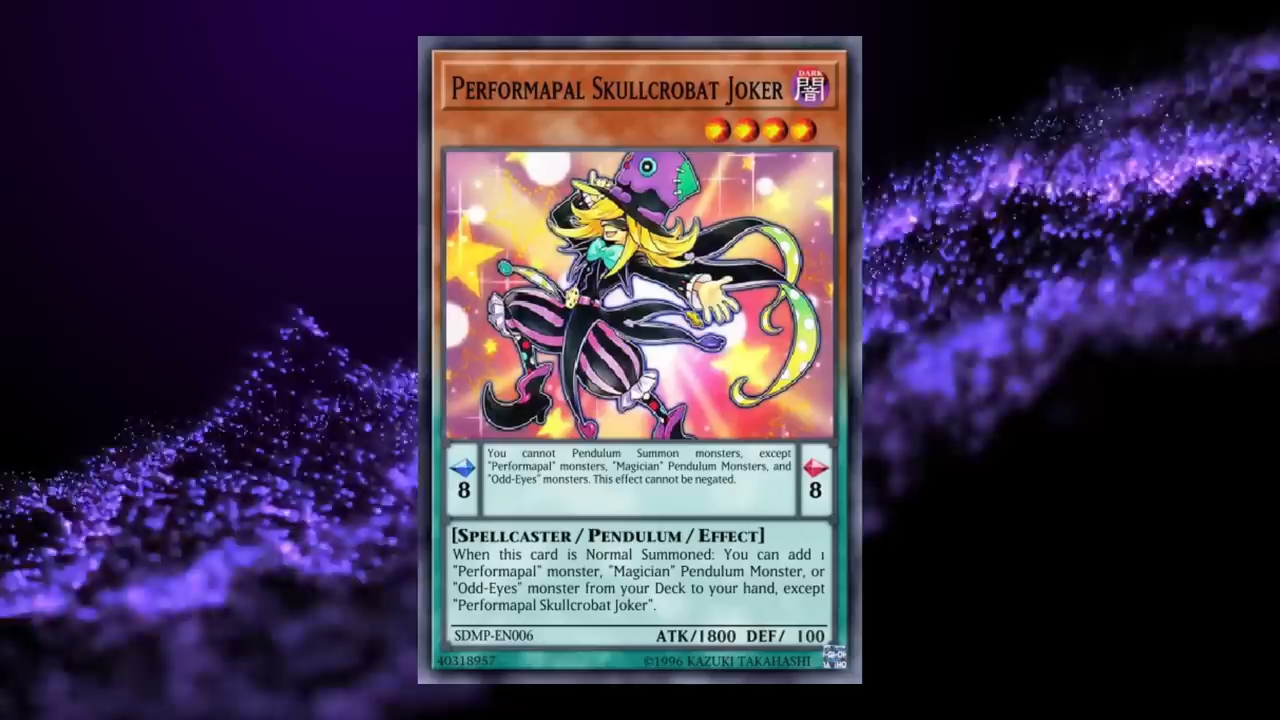 PERFORMAPAL SKULLCROBAT JOKER
DARK
闇
You cannot Pendulum Summon monsters, except
"Performapal" monsters, "Magician" Pendulum Monsters, and
"Odd-Eyes" monsters. This effect cannot be negated.
8
8
[SPELLCASTER / PENDULUM / EFFECT]
When this card is Normal Summoned: You can add 1
"Performapal" monster, "Magician" Pendulum Monster, or
"Odd-Eyes" monster from your Deck to your hand, except
"Performapal Skullcrobat Joker".
SDMP-EN006 ATK/1800 DEF/ 100
40318957 ©1996 KAZUKI TAKAHASHI